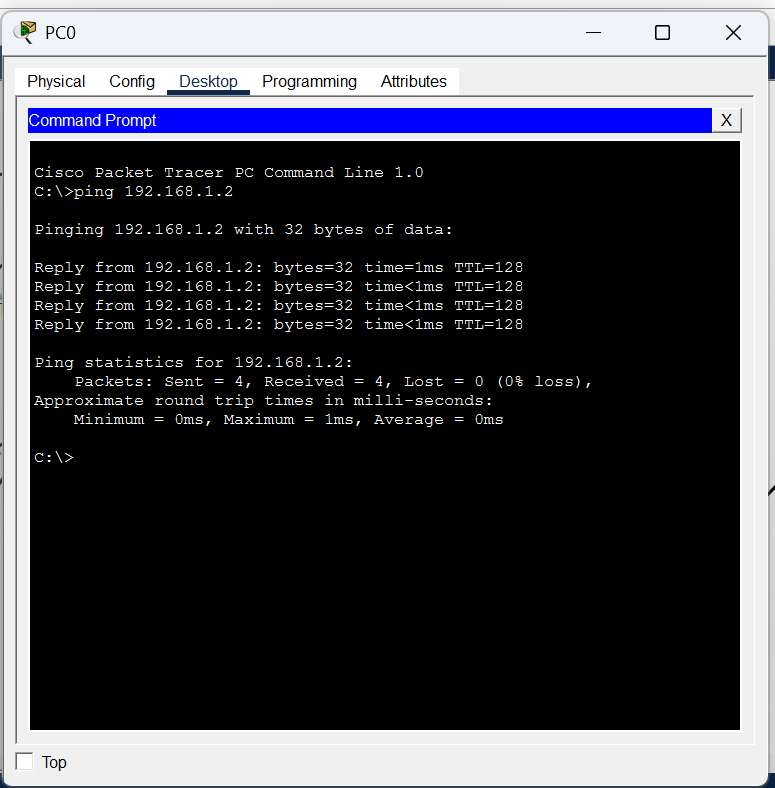 PC0
Physical Config Desktop Programming Attributes
Command Prompt X
Cisco Packet Tracer PC Command Line 1.0
C:\>ping 192.168.1.2
Pinging 192.168.1.2 with 32 bytes of data:
Reply from 192.168.1.2: bytes=32 time=1ms TTL=128
Reply from 192.168.1.2: bytes=32 time<1ms TTL=128
Reply from 192.168.1.2: bytes=32 time<1ms TTL=128
Reply from 192.168.1.2: bytes=32 time<1ms TTL=128
Ping statistics for 192.168.1.2:
    Packets: Sent = 4, Received = 4, Lost = 0 (0% loss),
Approximate round trip times in milli-seconds:
    Minimum = 0ms, Maximum = 1ms, Average = 0ms
C:\>
Top